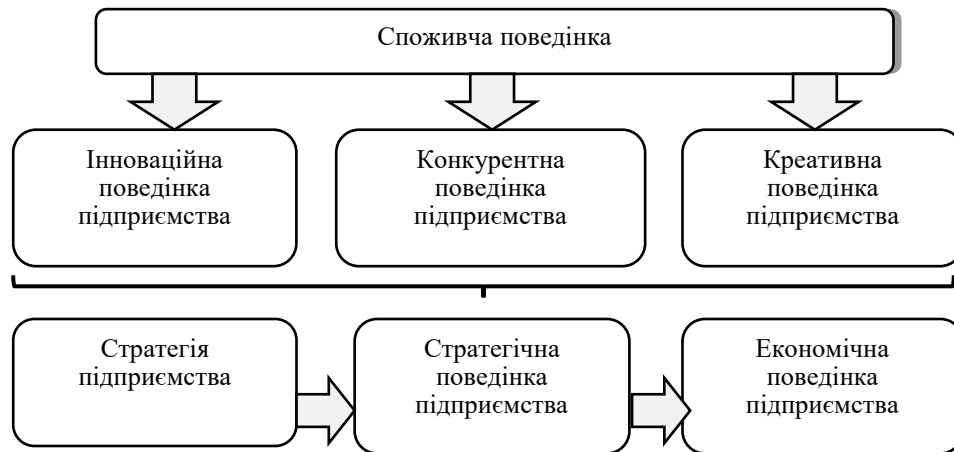 Споживча поведінка
Інноваційна
поведінка
підприємства
Конкурентна
поведінка
підприємства
Креативна
поведінка
підприємства
Стратегія
підприємства
Стратегічна
поведінка
підприємства
Економічна
поведінка
підприємства